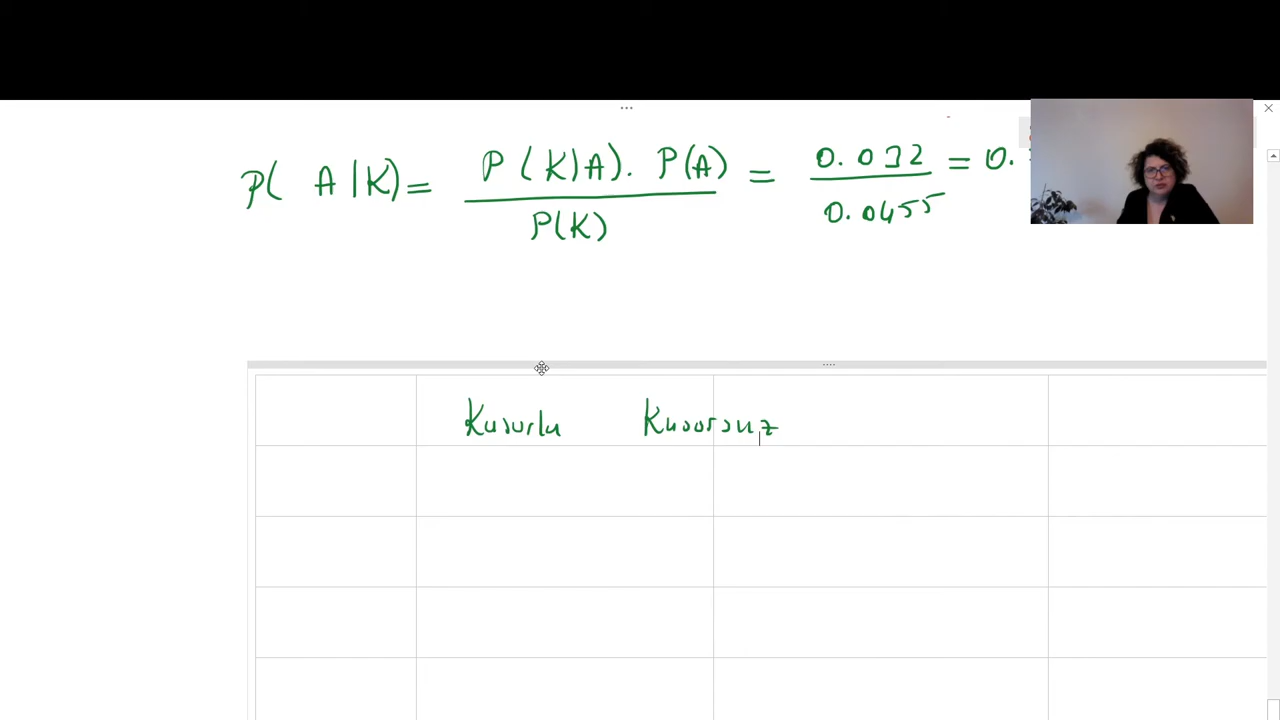 P( A | K) = P ( K | A) . P(A) / P(K) = 0.032 / 0.0455 = 0.
Kusurlu Kusursuz